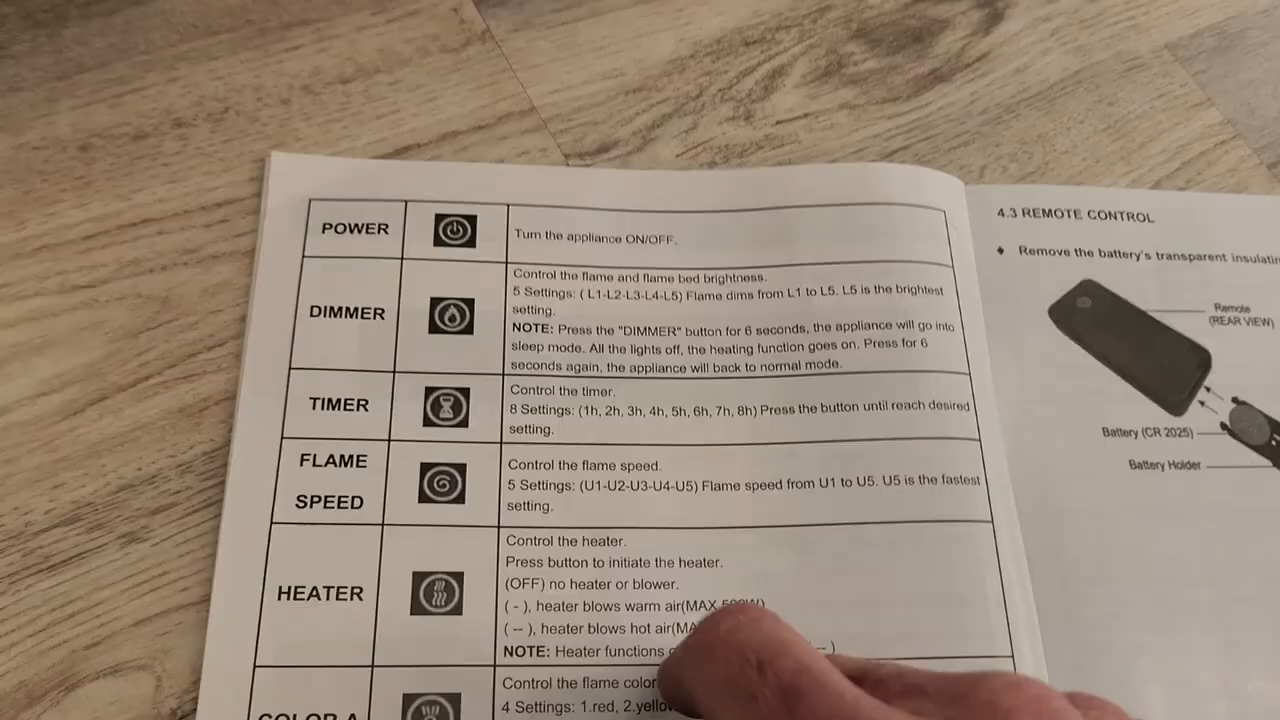 POWER
Turn the appliance ON/OFF.
DIMMER
Control the flame and flame bed brightness.
5 Settings: ( L1-L2-L3-L4-L5) Flame dims from L1 to L5. L5 is the brightest
setting.
NOTE: Press the "DIMMER" button for 6 seconds, the appliance will go into
sleep mode. All the lights off, the heating function goes on. Press for 6
seconds again, the appliance will back to normal mode.
TIMER
Control the timer.
8 Settings: (1h, 2h, 3h, 4h, 5h, 6h, 7h, 8h) Press the button until reach desired
setting.
FLAME
SPEED
Control the flame speed.
5 Settings: (U1-U2-U3-U4-U5) Flame speed from U1 to U5. U5 is the fastest
setting.
HEATER
Control the heater.
Press button to initiate the heater.
(OFF) no heater or blower.
( - ), heater blows warm air(MAX
( -- ), heater blows hot air(
NOTE: Heater functions
Control the flame color
4 Settings: 1.red,
4.3 REMOTE CONTROL
Remove the battery's transparent
Remote
(REAR VIEW)
Battery (CR 2025)
Battery Holder